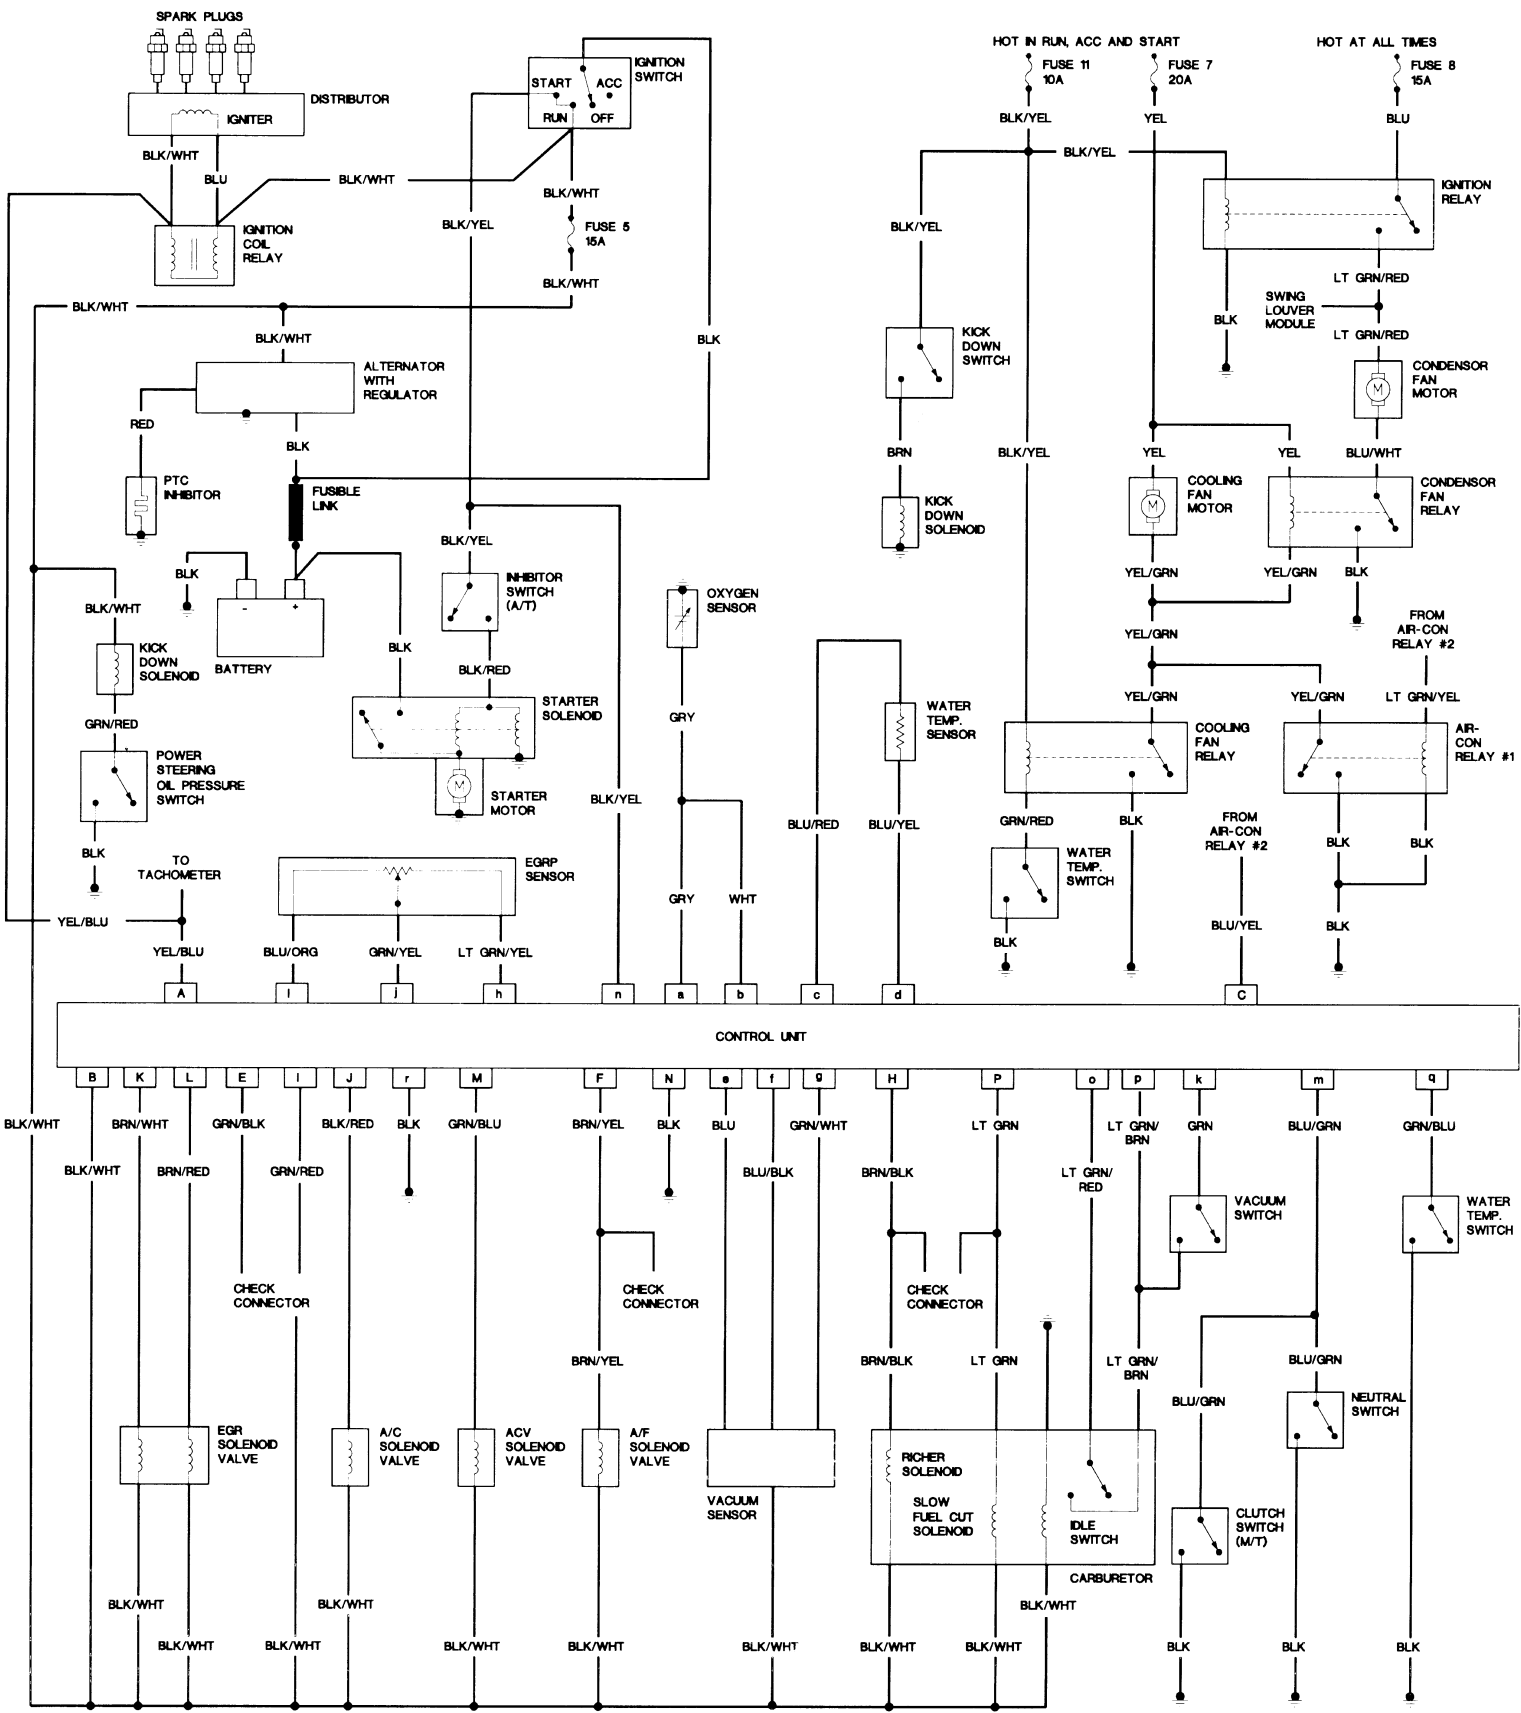 SPARK PLUGS
DISTRIBUTOR
IGNITER
BLK/WHT
BLU
BLK/WHT
IGNITION
COIL
RELAY
IGNITION
SWITCH
START
ACC
RUN
OFF
BLK/WHT
BLK/YEL
FUSE 5
15A
BLK/WHT
BLK/WHT
BLK/WHT
BLK
ALTERNATOR
WITH
REGULATOR
RED
BLK
PTC
INHIBITOR
FUSIBLE
LINK
BLK/YEL
BLK
INHIBITOR
SWITCH
(A/T)
- +
BATTERY
BLK/WHT
KICK
DOWN
SOLENOID
GRN/RED
POWER
STEERING
OIL PRESSURE
SWITCH
BLK
BLK
BLK/RED
STARTER
SOLENOID
M
STARTER
MOTOR
BLK/YEL
TO
TACHOMETER
YEL/BLU
YEL/BLU
EGRP
SENSOR
BLU/ORG
GRN/YEL
LT GRN/YEL
OXYGEN
SENSOR
GRY
GRY
WHT
WATER
TEMP.
SENSOR
BLU/RED
BLU/YEL
HOT IN RUN, ACC AND START
FUSE 11
10A
FUSE 7
20A
HOT AT ALL TIMES
FUSE 8
15A
BLK/YEL
YEL
BLU
BLK/YEL
BLK/YEL
IGNITION
RELAY
LT GRN/RED
SWING
LOUVER
MODULE
BLK
LT GRN/RED
KICK
DOWN
SWITCH
CONDENSOR
FAN
MOTOR
M
BRN
BLK/YEL
YEL
YEL
BLU/WHT
KICK
DOWN
SOLENOID
COOLING
FAN
MOTOR
M
CONDENSOR
FAN
RELAY
YEL/GRN
YEL/GRN
BLK
YEL/GRN
FROM
AIR-CON
RELAY #2
YEL/GRN
YEL/GRN
LT GRN/YEL
COOLING
FAN
RELAY
AIR-
CON
RELAY #1
GRN/RED
BLK
FROM
AIR-CON
RELAY #2
BLK
BLK
WATER
TEMP.
SWITCH
BLK
BLU/YEL
BLK
A I j h n a b c d C
CONTROL UNIT
B K L E I J r M F N e f g H P o p k m q
BLK/WHT
BRN/WHT
GRN/BLK
BLK/RED
BLK
GRN/BLU
BRN/YEL
BLK
BLU
GRN/WHT
LT GRN
LT GRN/
BRN
GRN
BLU/GRN
GRN/BLU
BLK/WHT
BRN/RED
GRN/RED
BLU/BLK
BRN/BLK
LT GRN/
RED
VACUUM
SWITCH
WATER
TEMP.
SWITCH
CHECK
CONNECTOR
CHECK
CONNECTOR
CHECK
CONNECTOR
BRN/YEL
BRN/BLK
LT GRN
LT GRN/
BRN
BLU/GRN
BLU/GRN
NEUTRAL
SWITCH
EGR
SOLENOID
VALVE
A/C
SOLENOID
VALVE
ACV
SOLENOID
VALVE
A/F
SOLENOID
VALVE
VACUUM
SENSOR
RICHER
SOLENOID
SLOW
FUEL CUT
SOLENOID
IDLE
SWITCH
CARBURETOR
CLUTCH
SWITCH
(M/T)
BLK/WHT
BLK/WHT
BLK/WHT
BLK/WHT
BLK/WHT
BLK/WHT
BLK/WHT
BLK/WHT
BLK/WHT
BLK/WHT
BLK
BLK
BLK